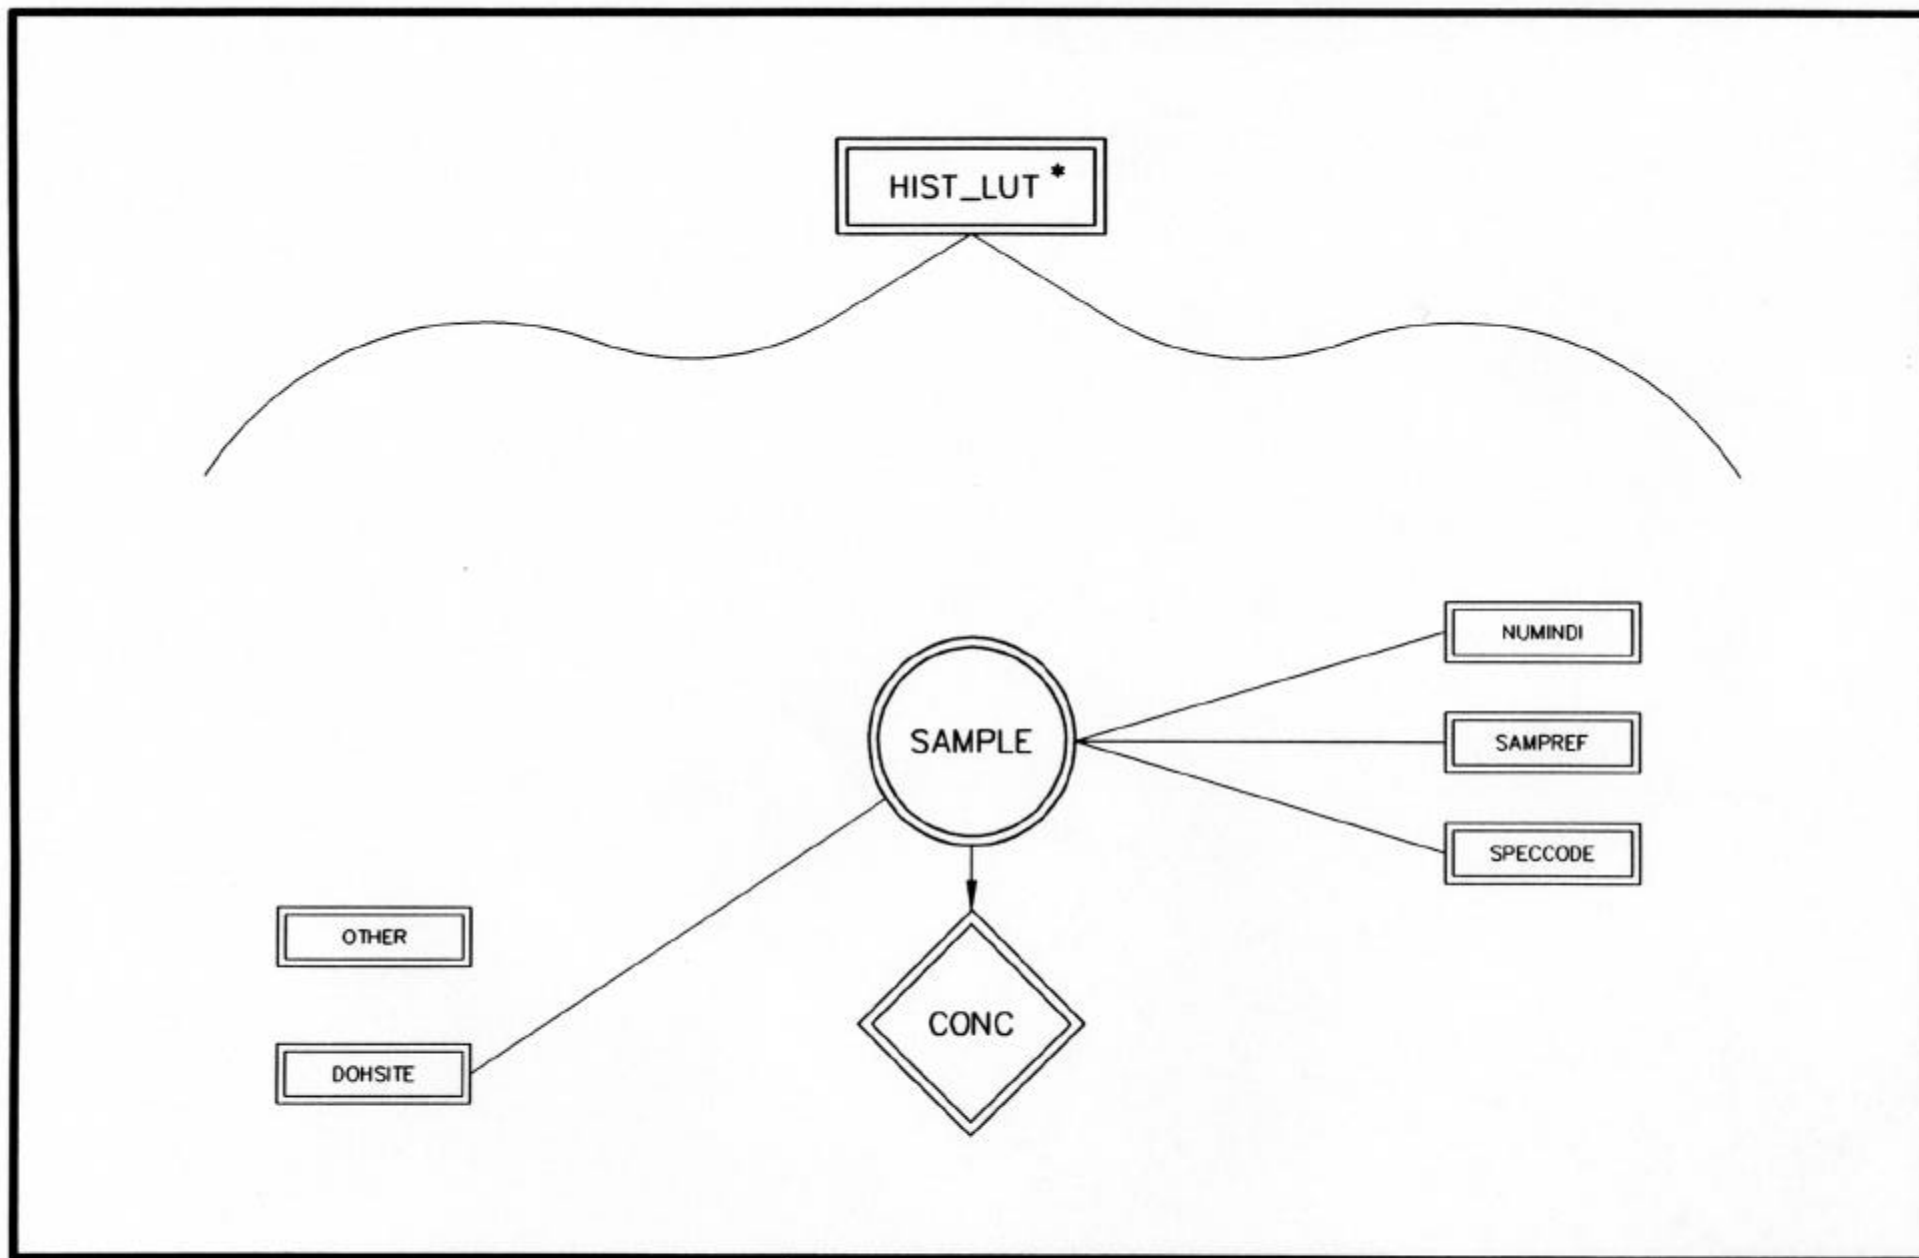 HIST_LUT *
NUMINDI
SAMPLE
SAMPREF
SPECCODE
OTHER
CONC
DOHSITE